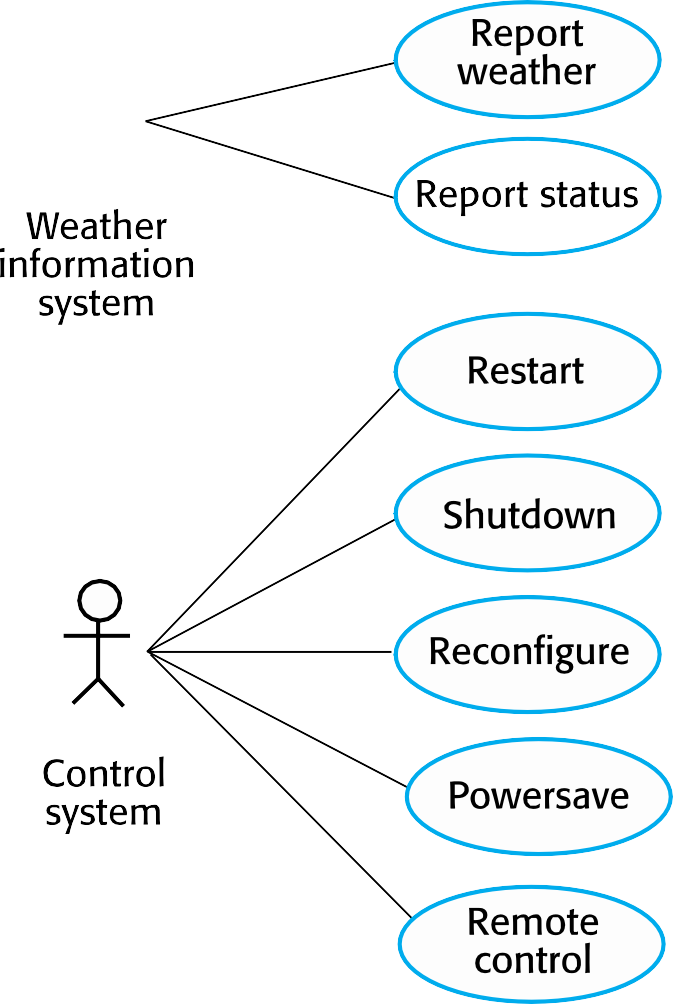 Report
weather
Report status
Weather
information
system
Restart
Shutdown
Reconfigure
Control
system
Powersave
Remote
control